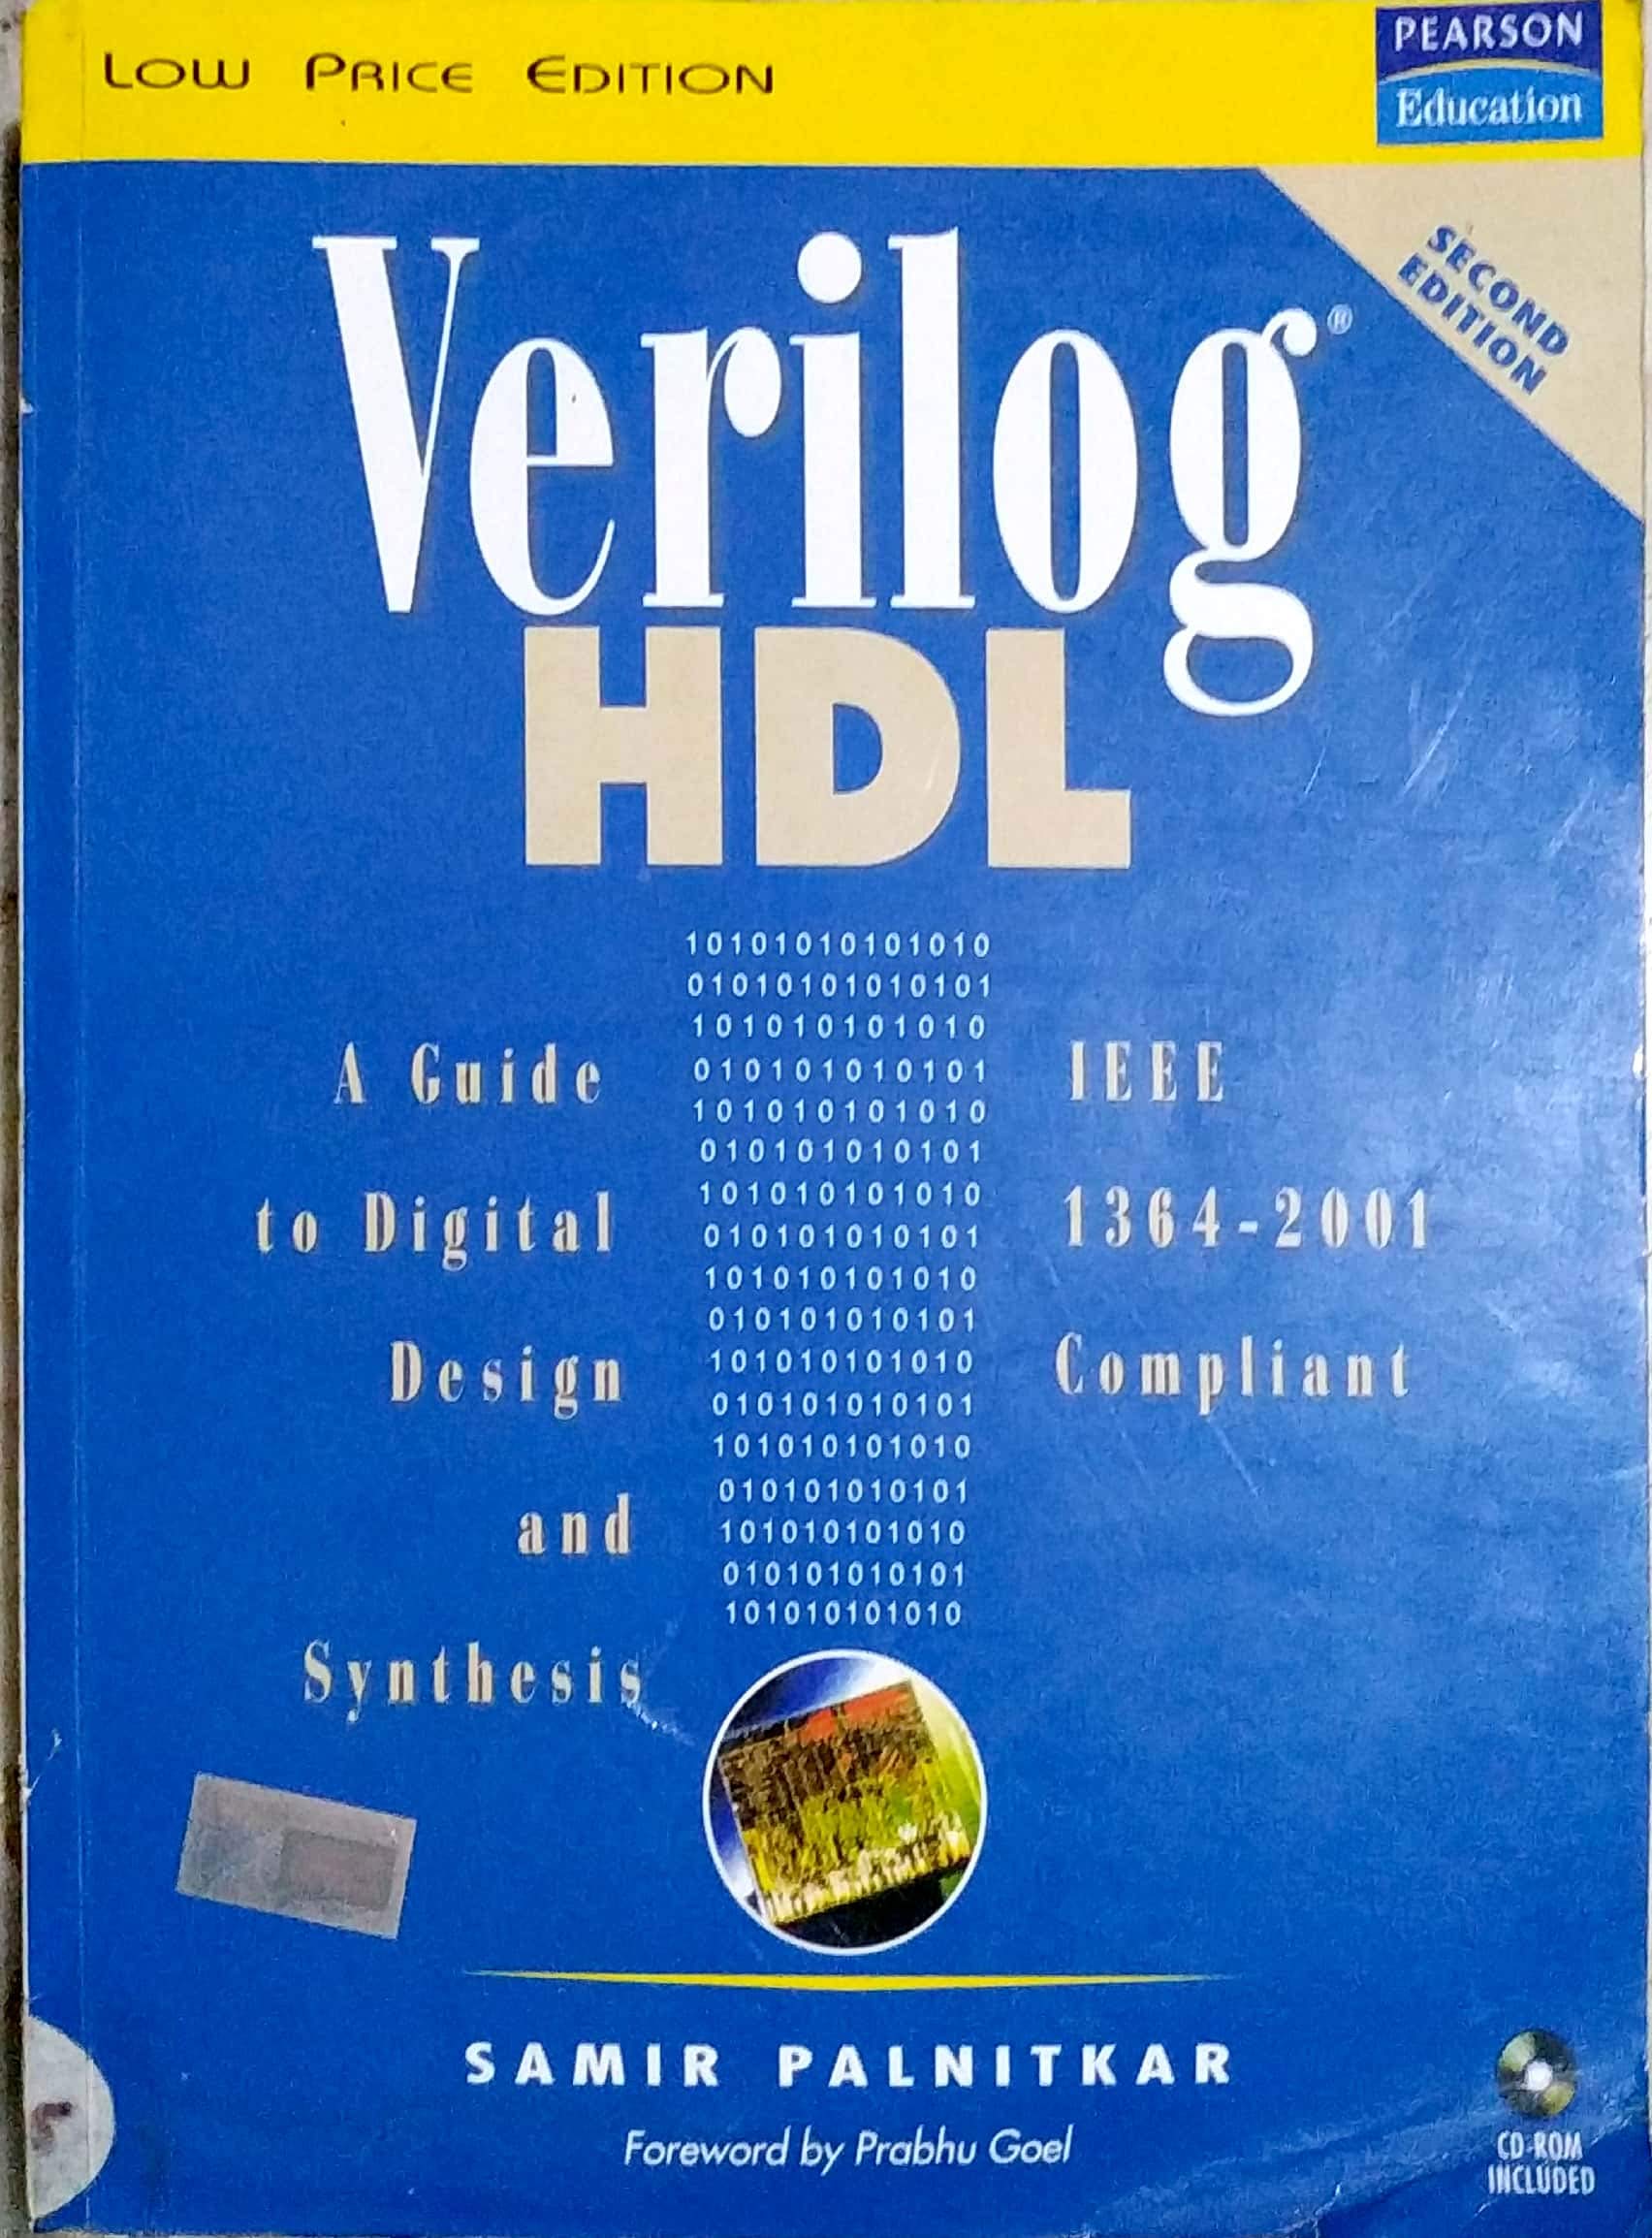 LOW PRICE EDITION
PEARSON
Education
SECOND
EDITION
Verilog®
HDL
10101010101010
01010101010101
101010101010
010101010101
101010101010
010101010101
101010101010
010101010101
101010101010
010101010101
101010101010
010101010101
101010101010
010101010101
101010101010
010101010101
101010101010
A Guide
to Digital
Design
and
Synthesis
IEEE
1364-2001
Compliant
SAMIR PALNITKAR
Foreword by Prabhu Goel
CD-ROM
INCLUDED